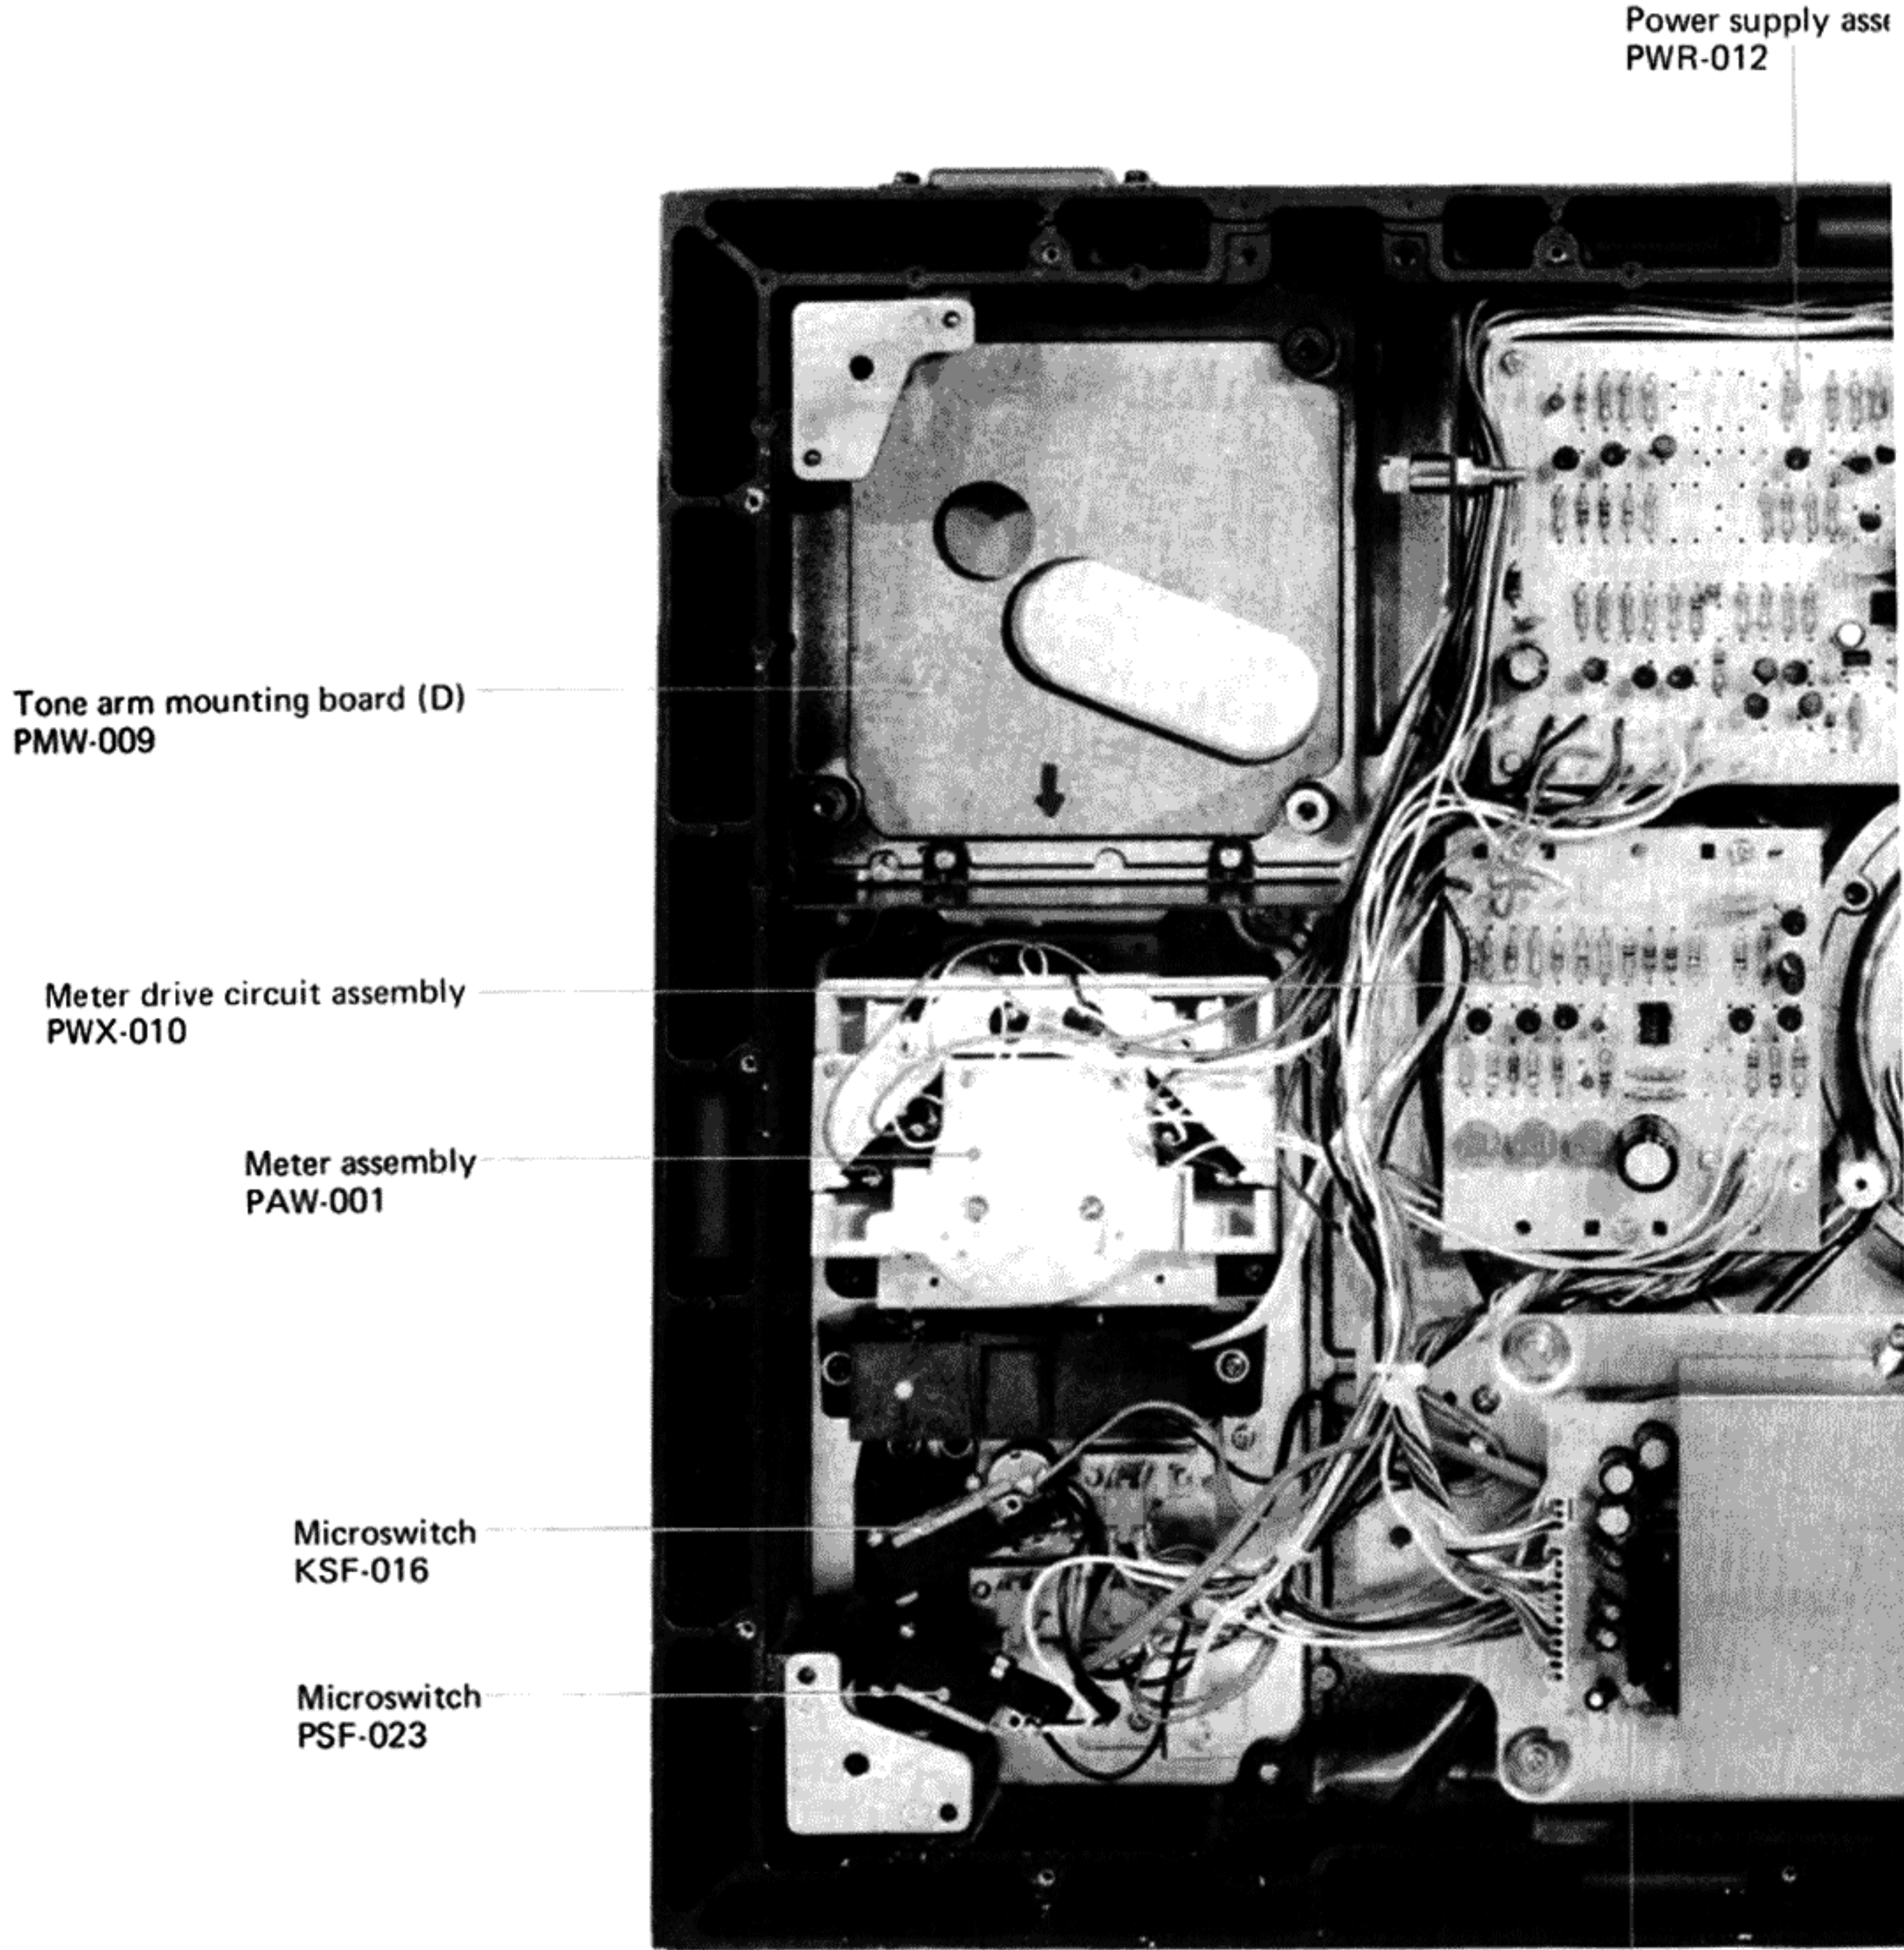 Power supply asse
PWR-012
Tone arm mounting board (D)
PMW-009
Meter drive circuit assembly
PWX-010
Meter assembly
PAW-001
Microswitch
KSF-016
Microswitch
PSF-023